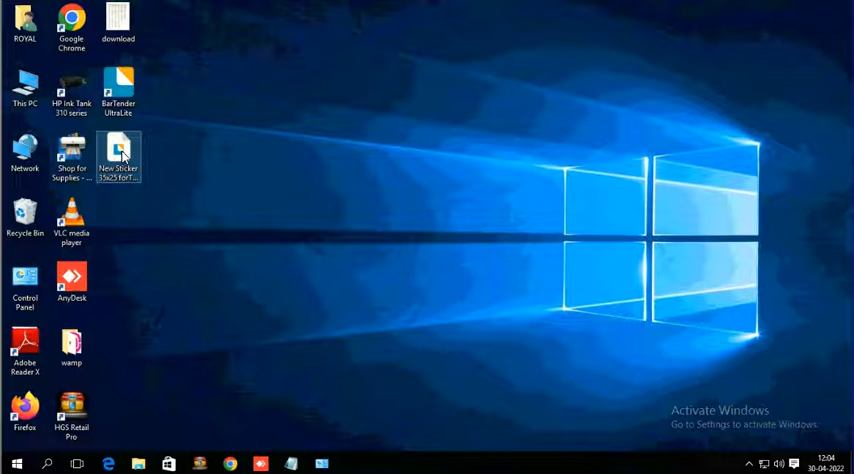 ROYAL
Google
Chrome
download
This PC
HP Ink Tank
310 series
BarTender
UltraLite
Network
Shop for
Supplies - ...
New Sticker
35x25 forT...
Recycle Bin
VLC media
player
Control
Panel
AnyDesk
Adobe
Reader X
wamp
Firefox
HGS Retail
Pro
Activate Windows
Go to Settings to activate Windows.
12:04
30-04-2022